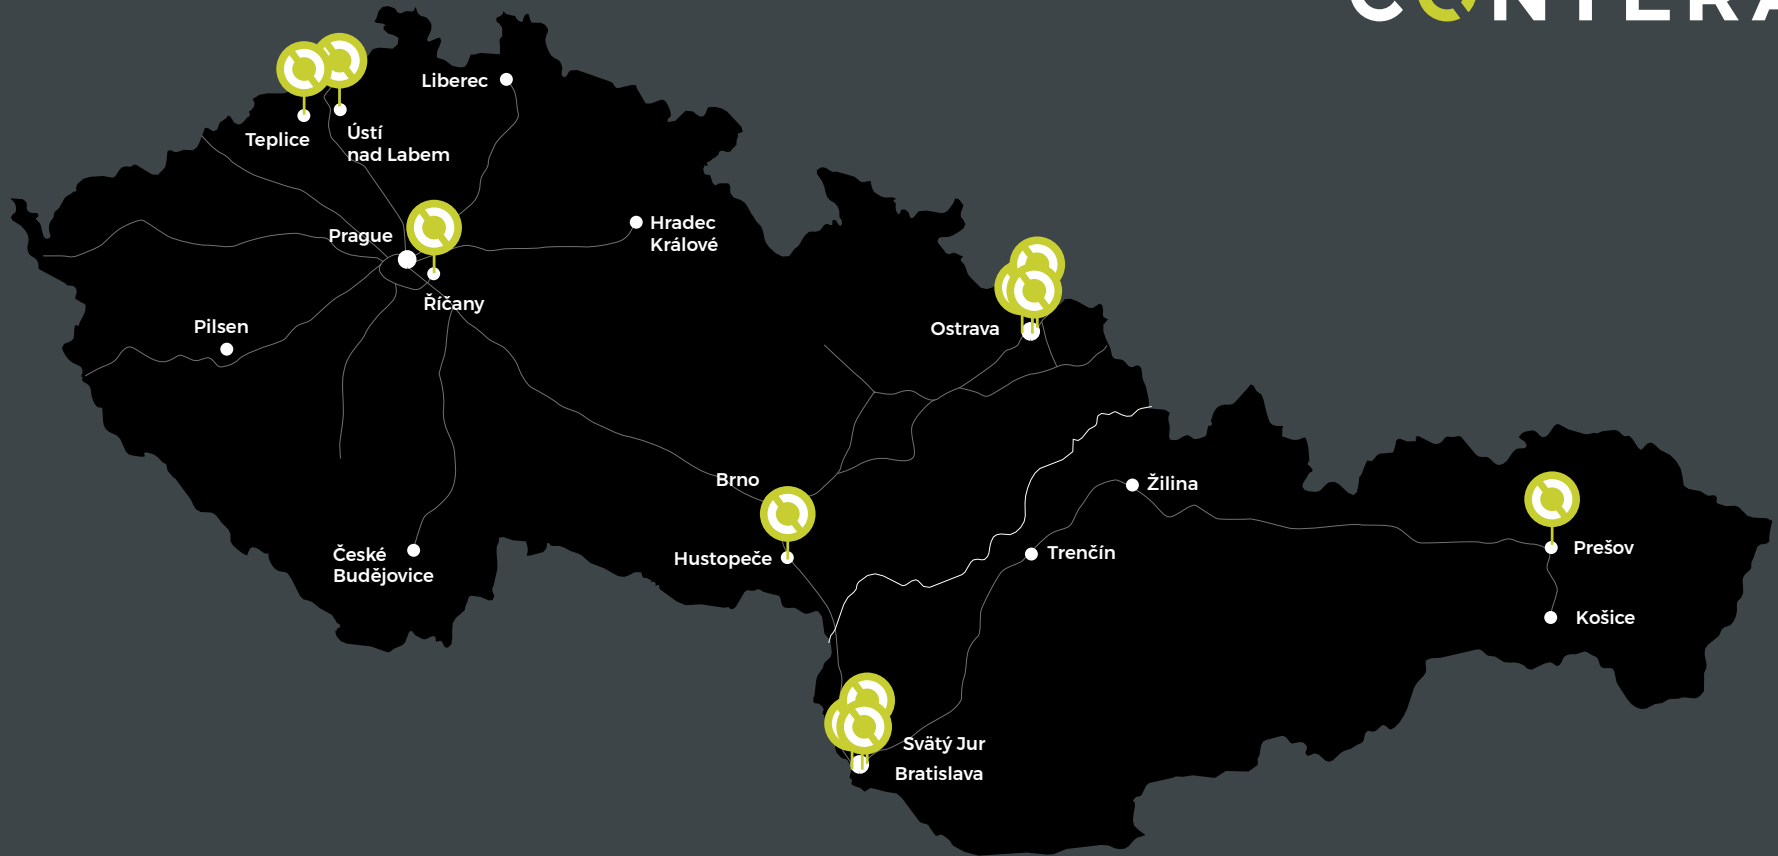 CONTERA
Liberec
Teplice
Ústí
nad Labem
Prague
Hradec
Králové
Říčany
Pilsen
Ostrava
Brno
Žilina
České
Budějovice
Hustopeče
Trenčín
Prešov
Košice
Svätý Jur
Bratislava